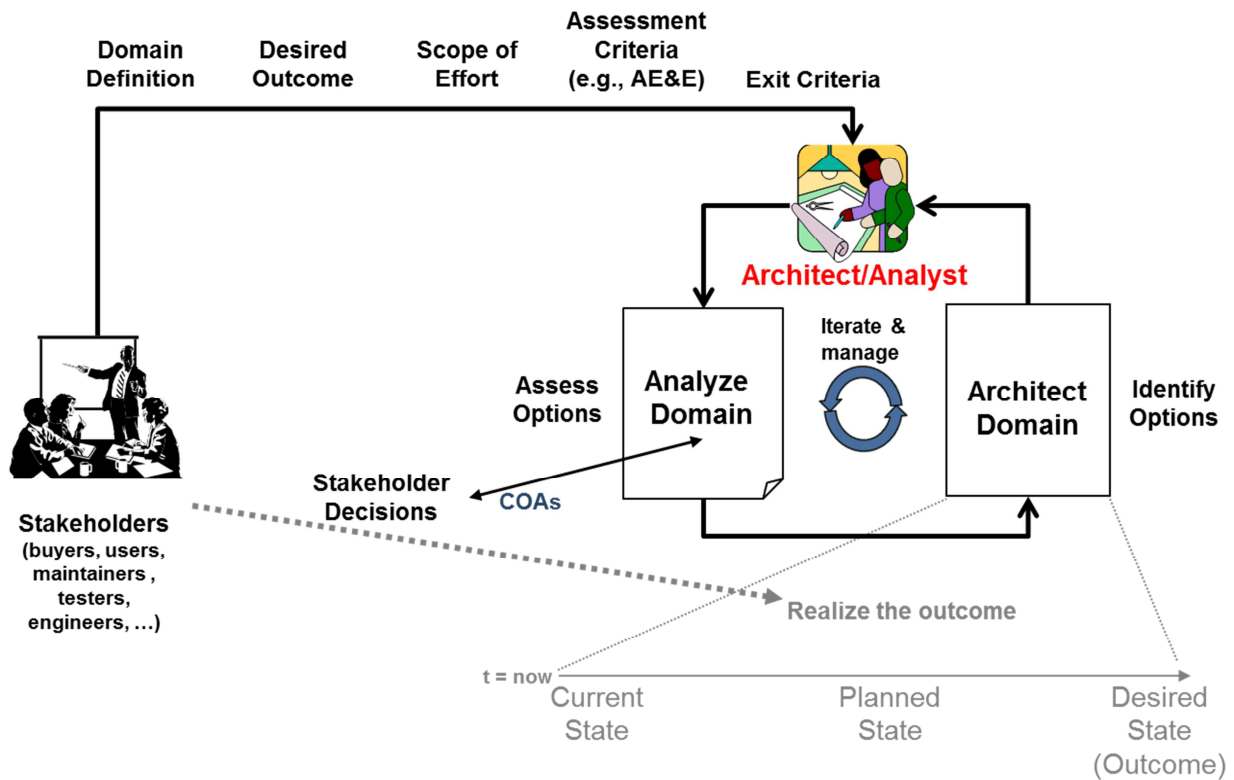 Domain
Definition
Desired
Outcome
Scope of
Effort
Assessment
Criteria
(e.g., AE&E)
Exit Criteria
Architect/Analyst
Iterate &
manage
Assess
Options
Analyze
Domain
Architect
Domain
Identify
Options
Stakeholder
Decisions
COAs
Stakeholders
(buyers, users,
maintainers ,
testers,
engineers, ...)
Realize the outcome
t = now
Current
State
Planned
State
Desired
State
(Outcome)